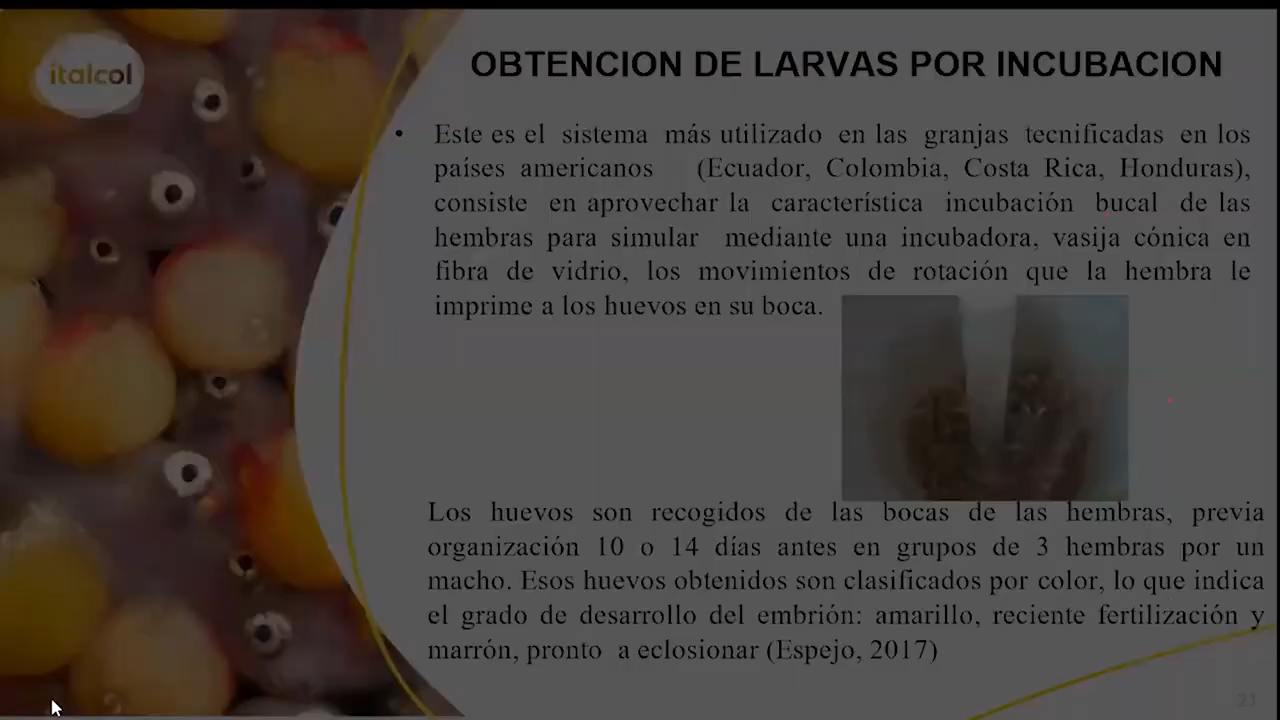 italcol
OBTENCION DE LARVAS POR INCUBACION
• Este es el sistema más utilizado en las granjas tecnificadas en los
países americanos (Ecuador, Colombia, Costa Rica, Honduras),
consiste en aprovechar la característica incubación bucal de las
hembras para simular mediante una incubadora, vasija cónica en
fibra de vidrio, los movimientos de rotación que la hembra le
imprime a los huevos en su boca.
Los huevos son recogidos de las bocas de las hembras, previa
organización 10 o 14 días antes en grupos de 3 hembras por un
macho. Esos huevos obtenidos son clasificados por color, lo que indica
el grado de desarrollo del embrión: amarillo, reciente fertilización y
marrón, pronto a eclosionar (Espejo, 2017)
21